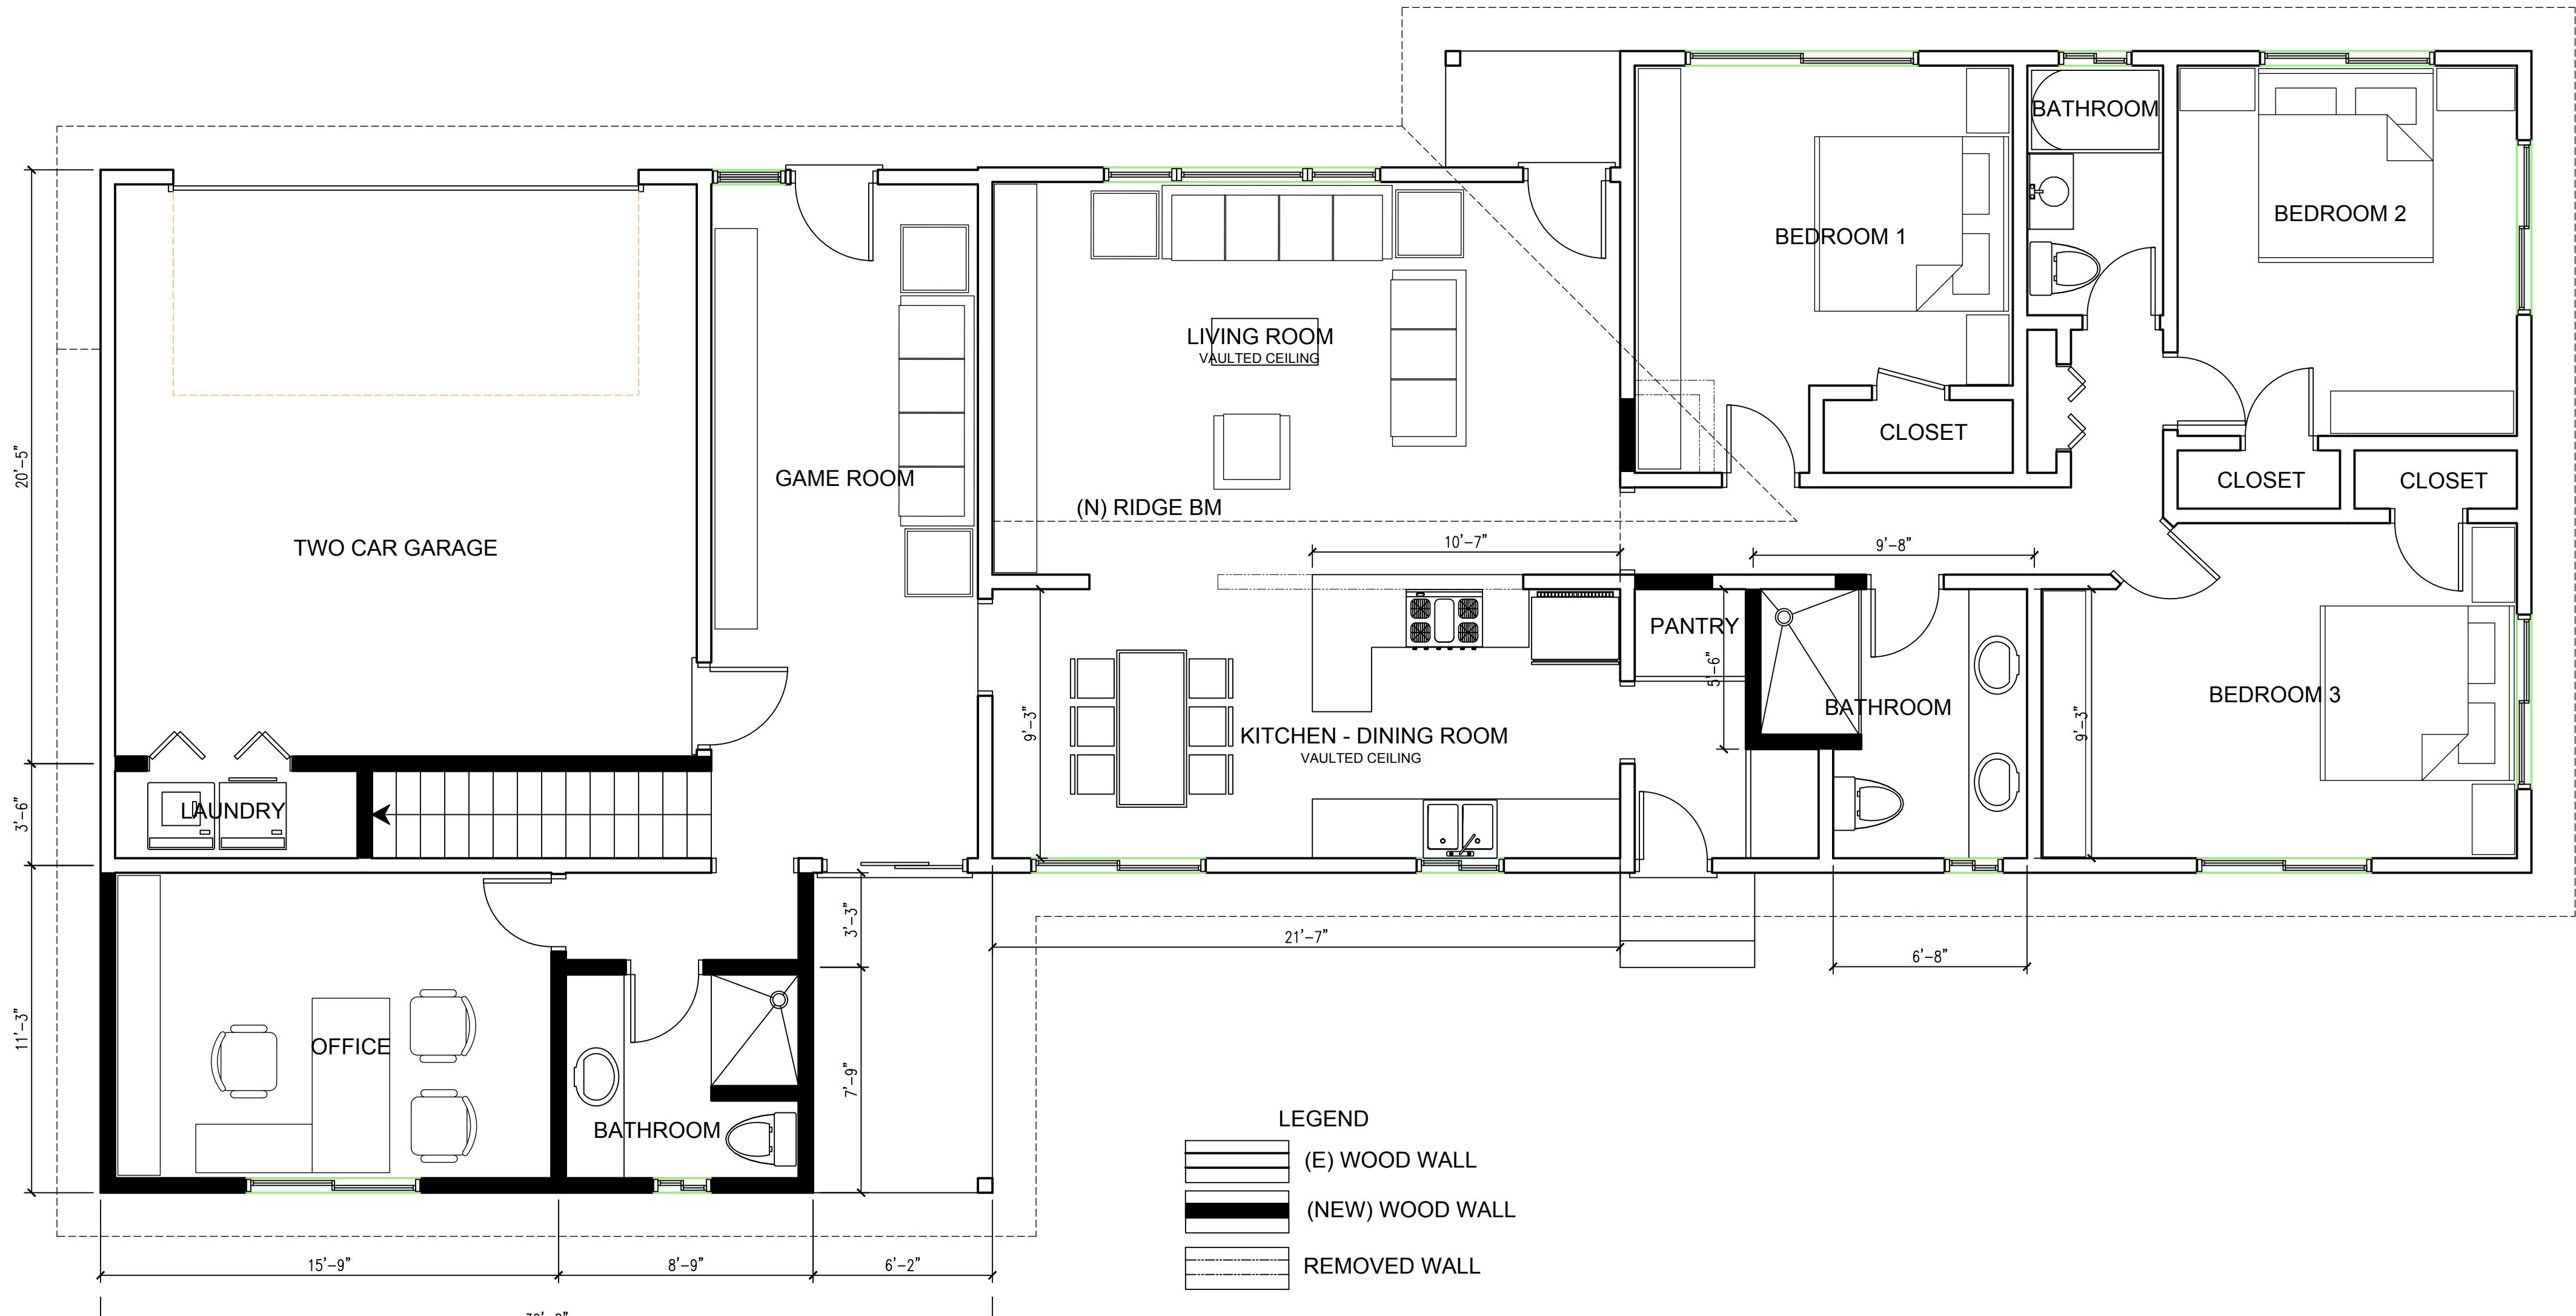 BATHROOM
BEDROOM 2
BEDROOM 1
LIVING ROOM
VAULTED CEILING
CLOSET
GAME ROOM
CLOSET
CLOSET
20'-5"
(N) RIDGE BM
TWO CAR GARAGE
10'-7"
9'-8"
PANTRY
5'-6"
BEDROOM 3
BATHROOM
9'-3"
9'-3"
KITCHEN - DINING ROOM
VAULTED CEILING
3'-6"
LAUNDRY
3'-3"
21'-7"
6'-8"
11'-3"
OFFICE
7'-9"
BATHROOM
LEGEND
(E) WOOD WALL
(NEW) WOOD WALL
REMOVED WALL
15'-9"
8'-9"
6'-2"